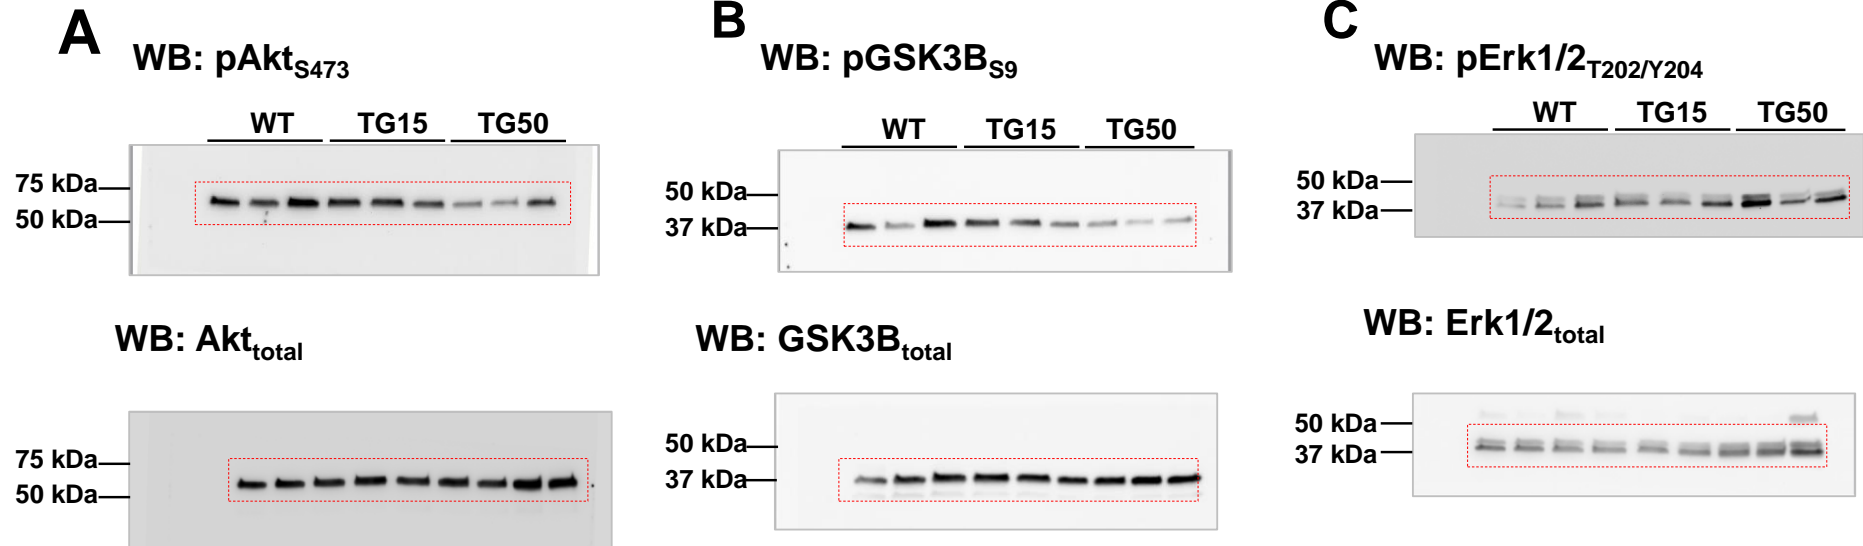 A
WB: pAktS473
WT TG15 TG50
75 kDa
50 kDa
WB: Akttotal
75 kDa
50 kDa
B
WB: pGSK3BS9
WT TG15 TG50
50 kDa
37 kDa
WB: GSK3Btotal
50 kDa
37 kDa
C
WB: pErk1/2T202/Y204
WT TG15 TG50
50 kDa
37 kDa
WB: Erk1/2total
50 kDa
37 kDa